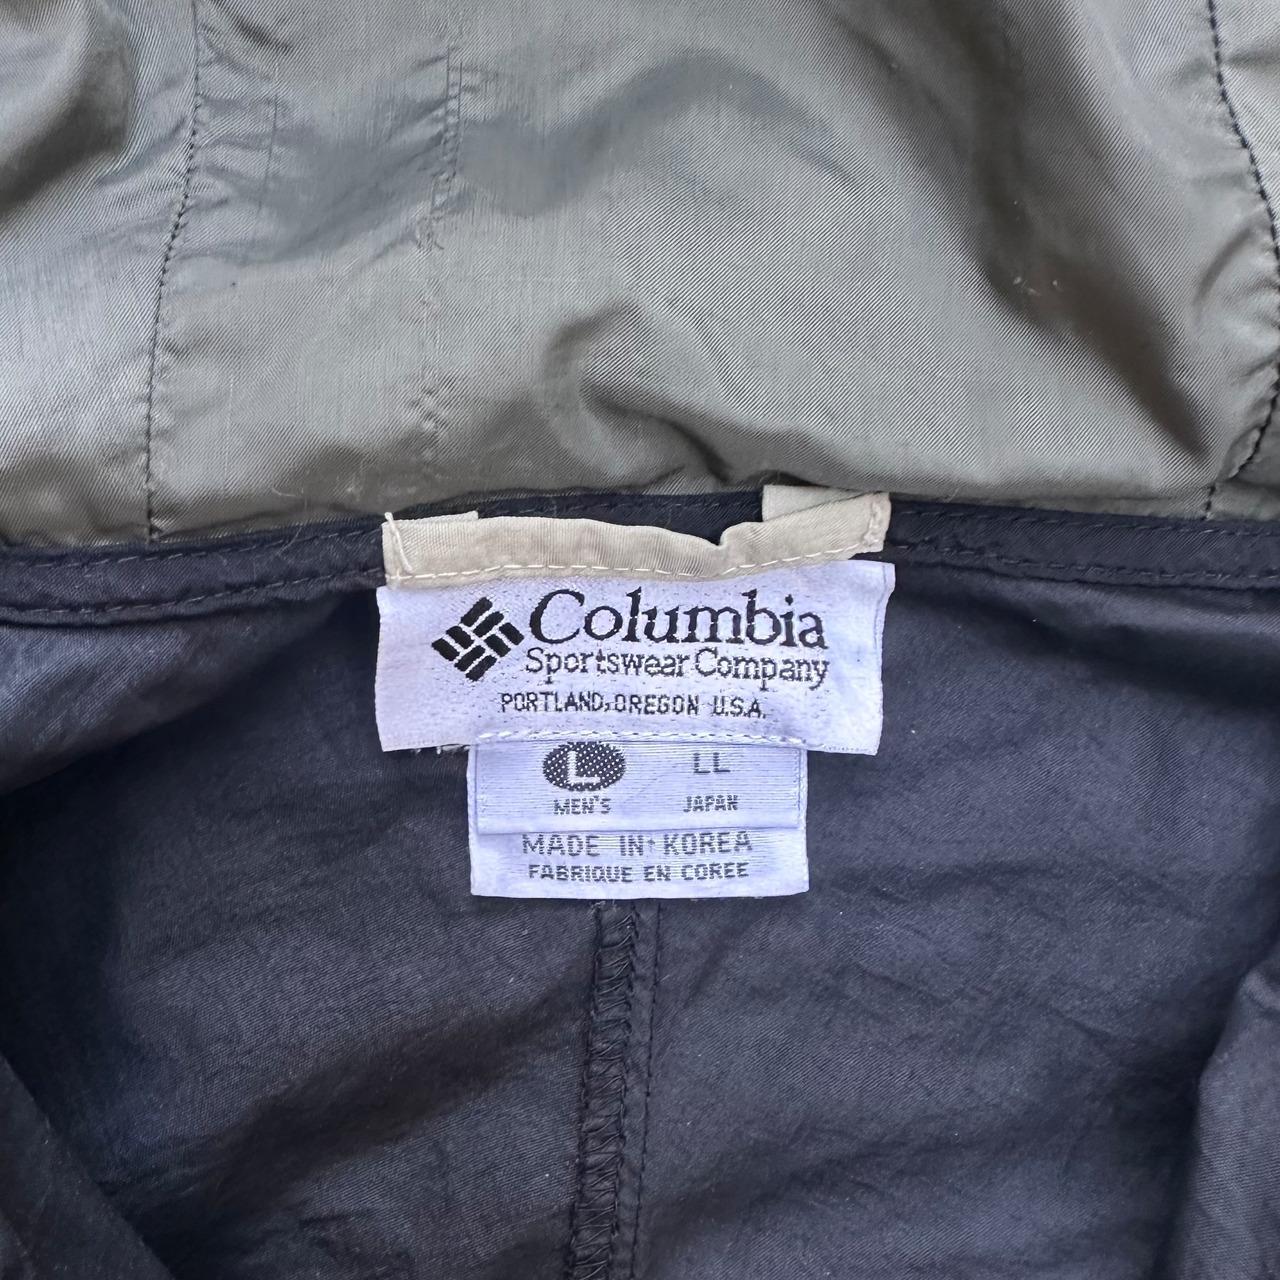 Columbia
Sportswear Company
PORTLAND, OREGON U.S.A.
L LL
MEN'S JAPAN
MADE IN KOREA
FABRIQUE EN COREE